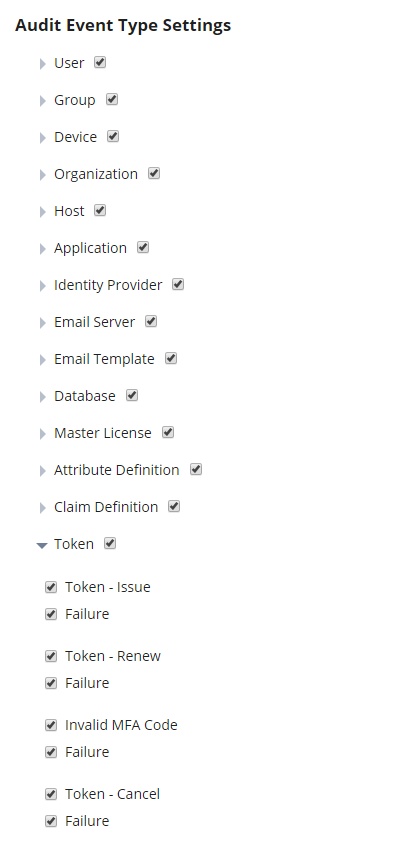 Audit Event Type Settings
User
Group
Device
Organization
Host
Application
Identity Provider
Email Server
Email Template
Database
Master License
Attribute Definition
Claim Definition
Token
Token - Issue
Failure
Token - Renew
Failure
Invalid MFA Code
Failure
Token - Cancel
Failure